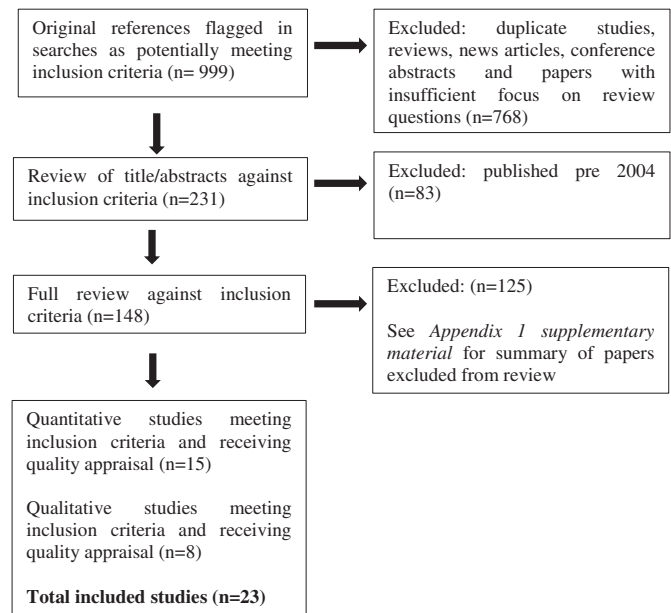 Original references flagged in
searches as potentially meeting
inclusion criteria (n= 999)
Excluded: duplicate studies,
reviews, news articles, conference
abstracts and papers with
insufficient focus on review
questions (n=768)
Review of title/abstracts against
inclusion criteria (n=231)
Excluded: published pre 2004
(n=83)
Full review against inclusion
criteria (n=148)
Excluded: (n=125)
See Appendix 1 supplementary
material for summary of papers
excluded from review
Quantitative studies meeting
inclusion criteria and receiving
quality appraisal (n=15)
Qualitative studies meeting
inclusion criteria and receiving
quality appraisal (n=8)
Total included studies (n=23)